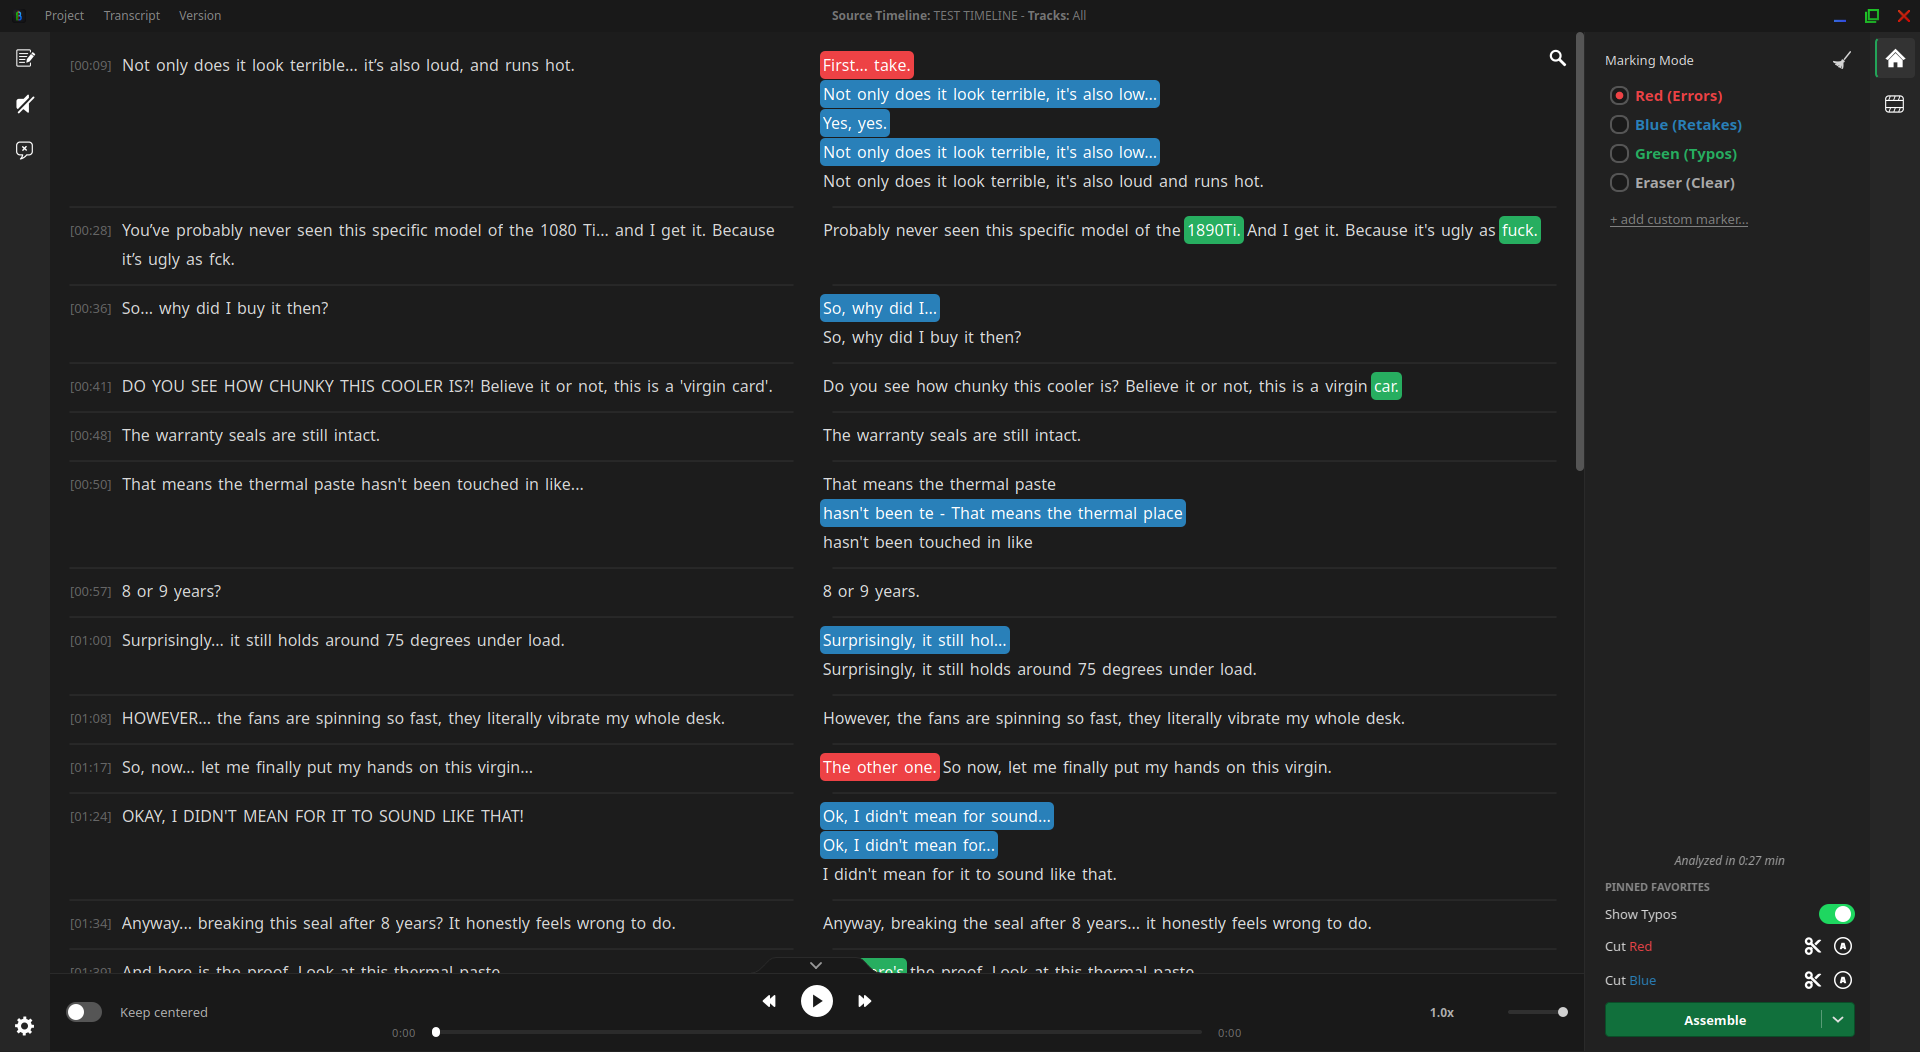 Project Transcript Version
Source Timeline: TEST TIMELINE - Tracks: All
[00:09] Not only does it look terrible... it’s also loud, and runs hot.
First... take.
Not only does it look terrible, it's also low...
Yes, yes.
Not only does it look terrible, it's also low...
Not only does it look terrible, it's also loud and runs hot.
[00:28] You’ve probably never seen this specific model of the 1080 Ti... and I get it. Because
it’s ugly as fck.
Probably never seen this specific model of the 1890Ti. And I get it. Because it's ugly as fuck.
[00:36] So... why did I buy it then?
So, why did I...
So, why did I buy it then?
[00:41] DO YOU SEE HOW CHUNKY THIS COOLER IS?! Believe it or not, this is a 'virgin card'.
Do you see how chunky this cooler is? Believe it or not, this is a virgin car.
[00:48] The warranty seals are still intact.
The warranty seals are still intact.
[00:50] That means the thermal paste hasn't been touched in like...
That means the thermal paste
hasn't been te - That means the thermal place
hasn't been touched in like
[00:57] 8 or 9 years?
8 or 9 years.
[01:00] Surprisingly... it still holds around 75 degrees under load.
Surprisingly, it still hol...
Surprisingly, it still holds around 75 degrees under load.
[01:08] HOWEVER... the fans are spinning so fast, they literally vibrate my whole desk.
However, the fans are spinning so fast, they literally vibrate my whole desk.
[01:17] So, now... let me finally put my hands on this virgin...
The other one. So now, let me finally put my hands on this virgin.
[01:24] OKAY, I DIDN'T MEAN FOR IT TO SOUND LIKE THAT!
Ok, I didn't mean for sound...
Ok, I didn't mean for...
I didn't mean for it to sound like that.
[01:34] Anyway... breaking this seal after 8 years? It honestly feels wrong to do.
Anyway, breaking the seal after 8 years... it honestly feels wrong to do.
[01:39] And here is the proof. Look at this thermal paste
the proof. Look at this thermal paste
Marking Mode
Red (Errors)
Blue (Retakes)
Green (Typos)
Eraser (Clear)
+ add custom marker...
Analyzed in 0:27 min
PINNED FAVORITES
Show Typos
Cut Red A
Cut Blue A
Assemble
Keep centered
0:00
0:00
1.0x